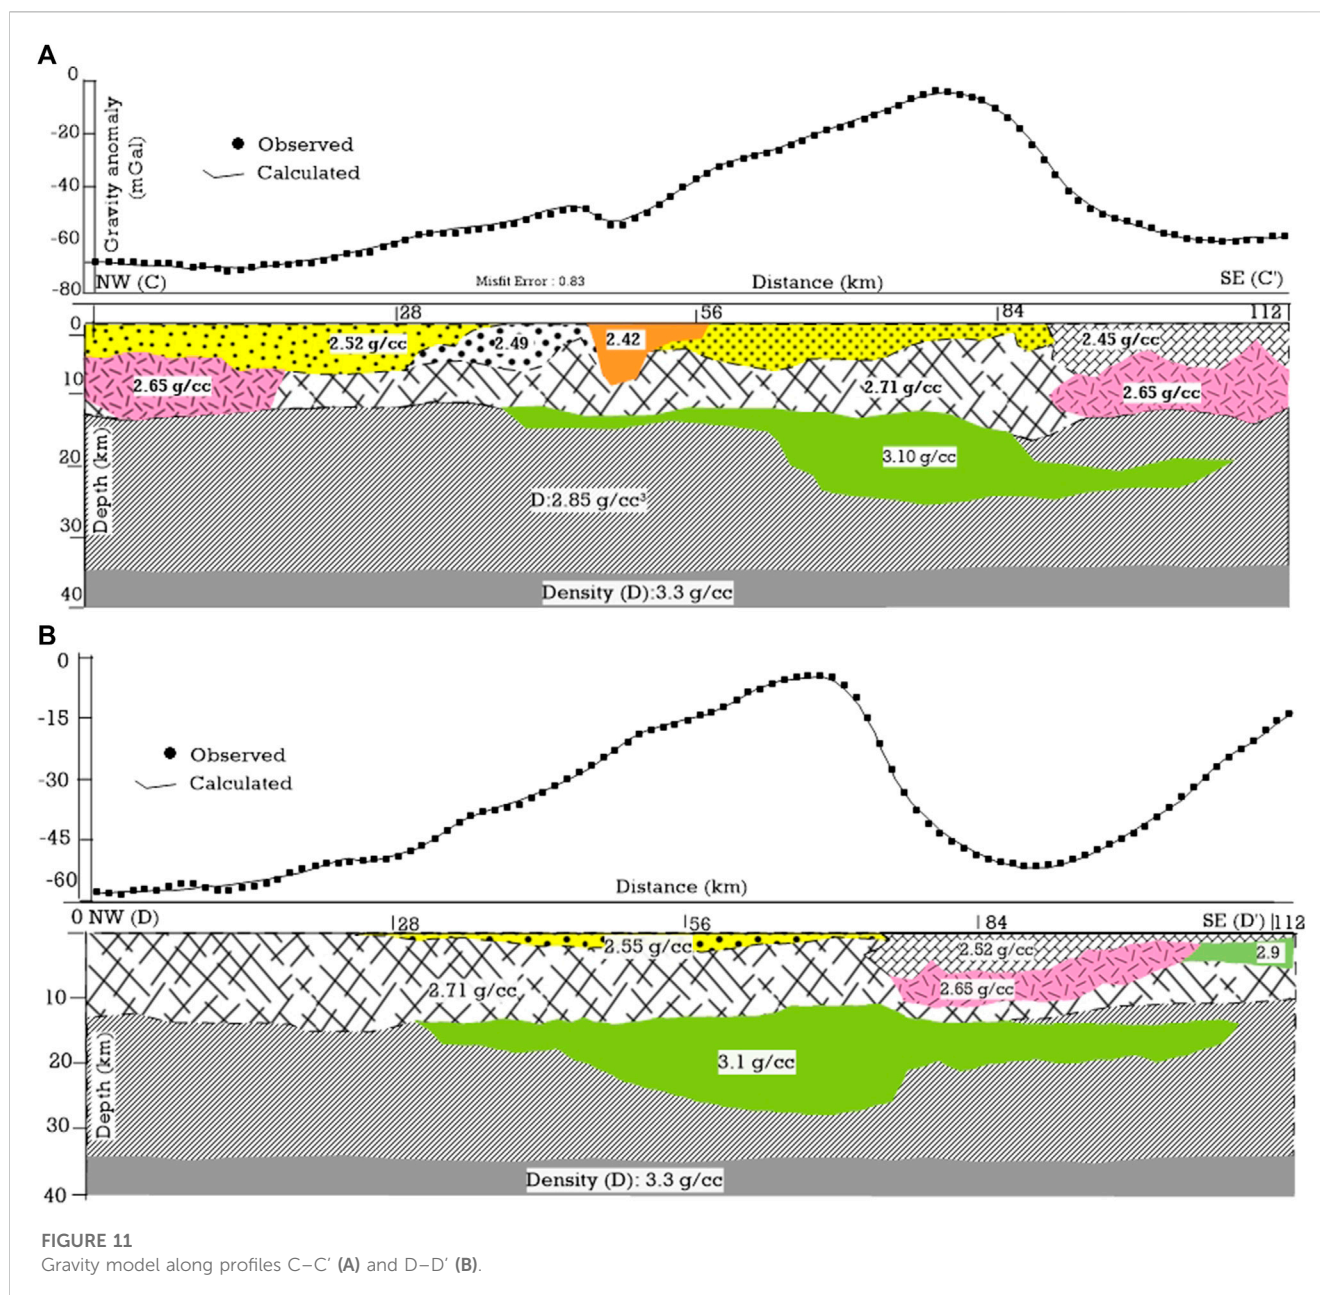 A
0
-20
-40
-60
-80
Gravity anomaly
(mGal)
Observed
Calculated
NW (C)
Misfit Error : 0.83
Distance (km)
SE (C')
28
56
84
112
0
10
20
30
40
Depth (km)
2.52 g/cc
2.49
2.42
2.45 g/cc
2.65 g/cc
2.71 g/cc
2.65 g/cc
3.10 g/cc
D:2.85 g/cc³
Density (D):3.3 g/cc
B
0
-15
-30
-45
-60
Observed
Calculated
Distance (km)
0 NW (D)
28
56
84
SE (D')
112
10
20
30
40
Depth (km)
2.55 g/cc
2.52 g/cc
2.9
2.71 g/cc
2.65 g/cc
3.1 g/cc
Density (D): 3.3 g/cc
FIGURE 11
Gravity model along profiles C–C′ (A) and D–D′ (B).